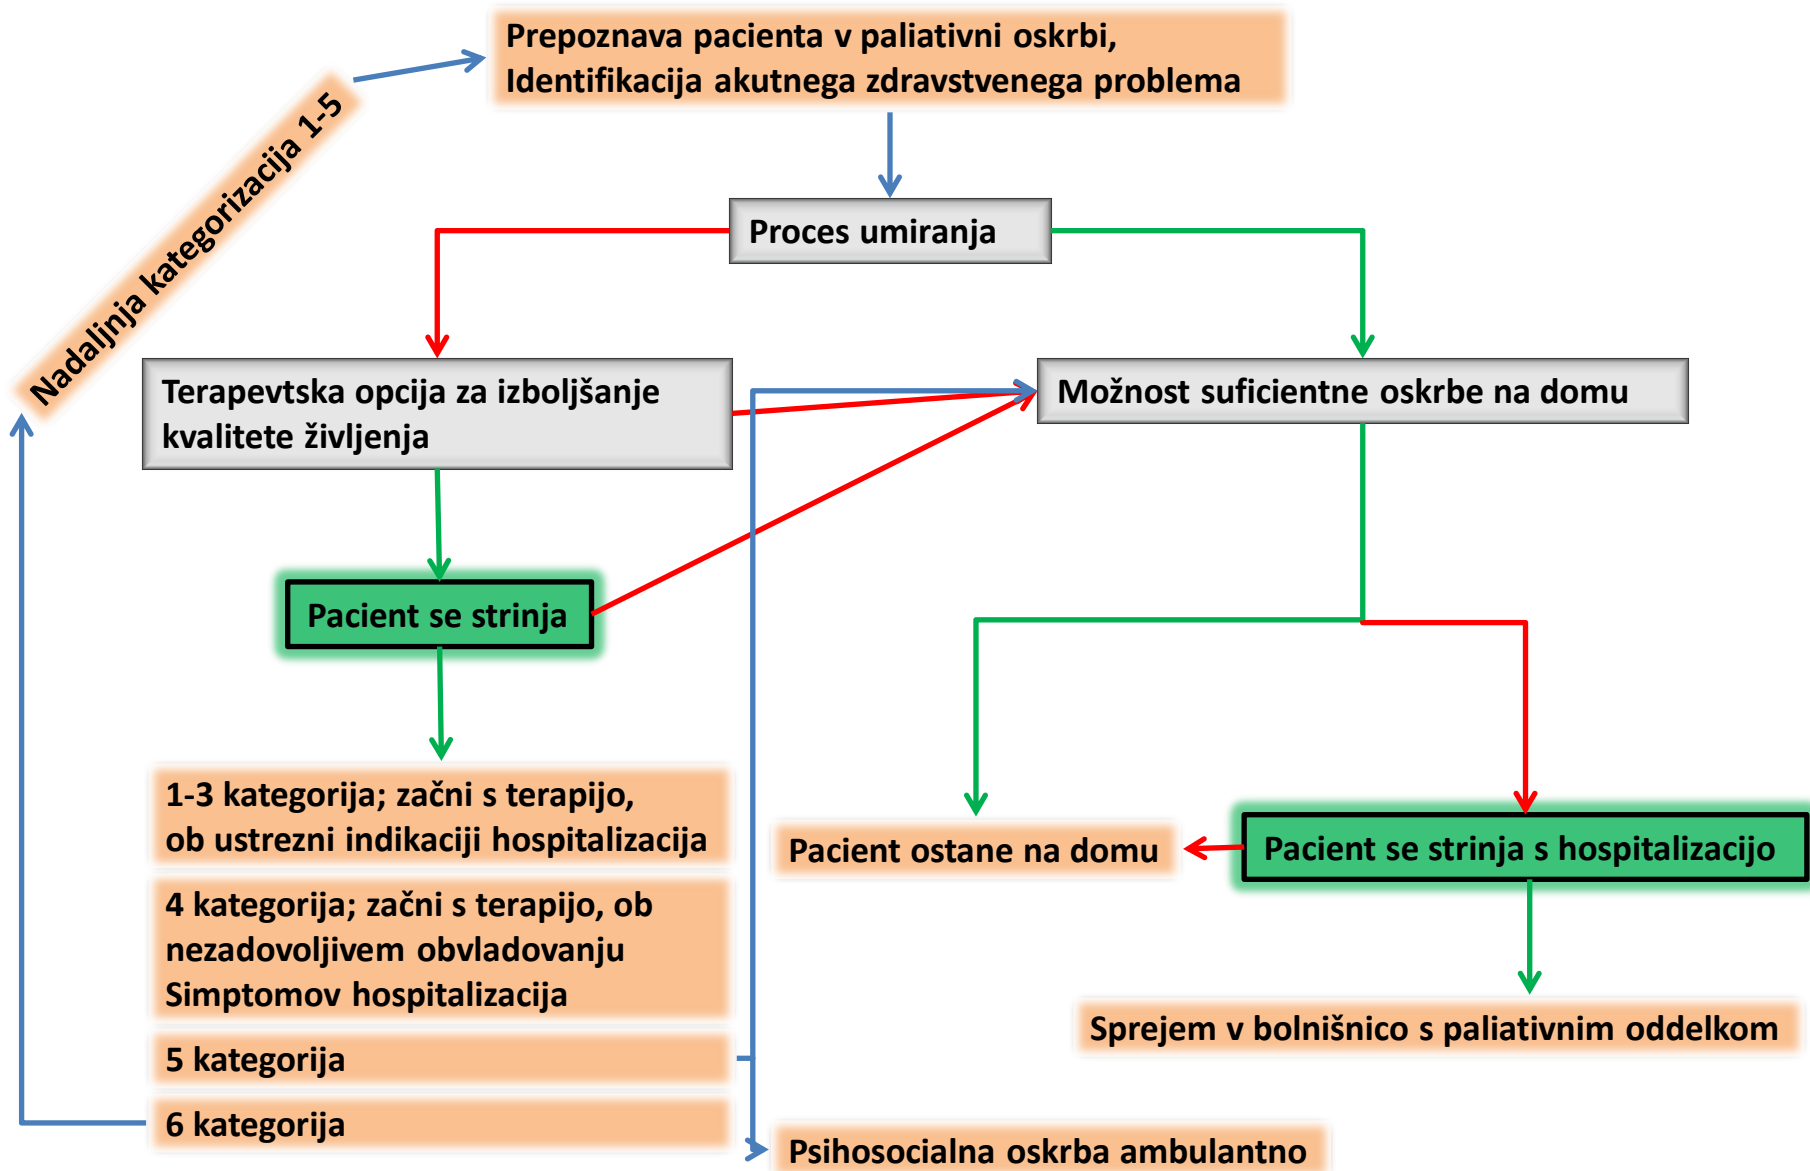 Prepoznava pacienta v paliativni oskrbi,
Identifikacija akutnega zdravstvenega problema
Nadaljnja kategorizacija 1-5
Proces umiranja
Terapevtska opcija za izboljšanje
kvalitete življenja
Možnost suficientne oskrbe na domu
Pacient se strinja
1-3 kategorija; začni s terapijo,
ob ustrezni indikaciji hospitalizacija
4 kategorija; začni s terapijo, ob
nezadovoljivem obvladovanju
Simptomov hospitalizacija
5 kategorija
6 kategorija
Pacient ostane na domu
Pacient se strinja s hospitalizacijo
Sprejem v bolnišnico s paliativnim oddelkom
Psihosocialna oskrba ambulantno